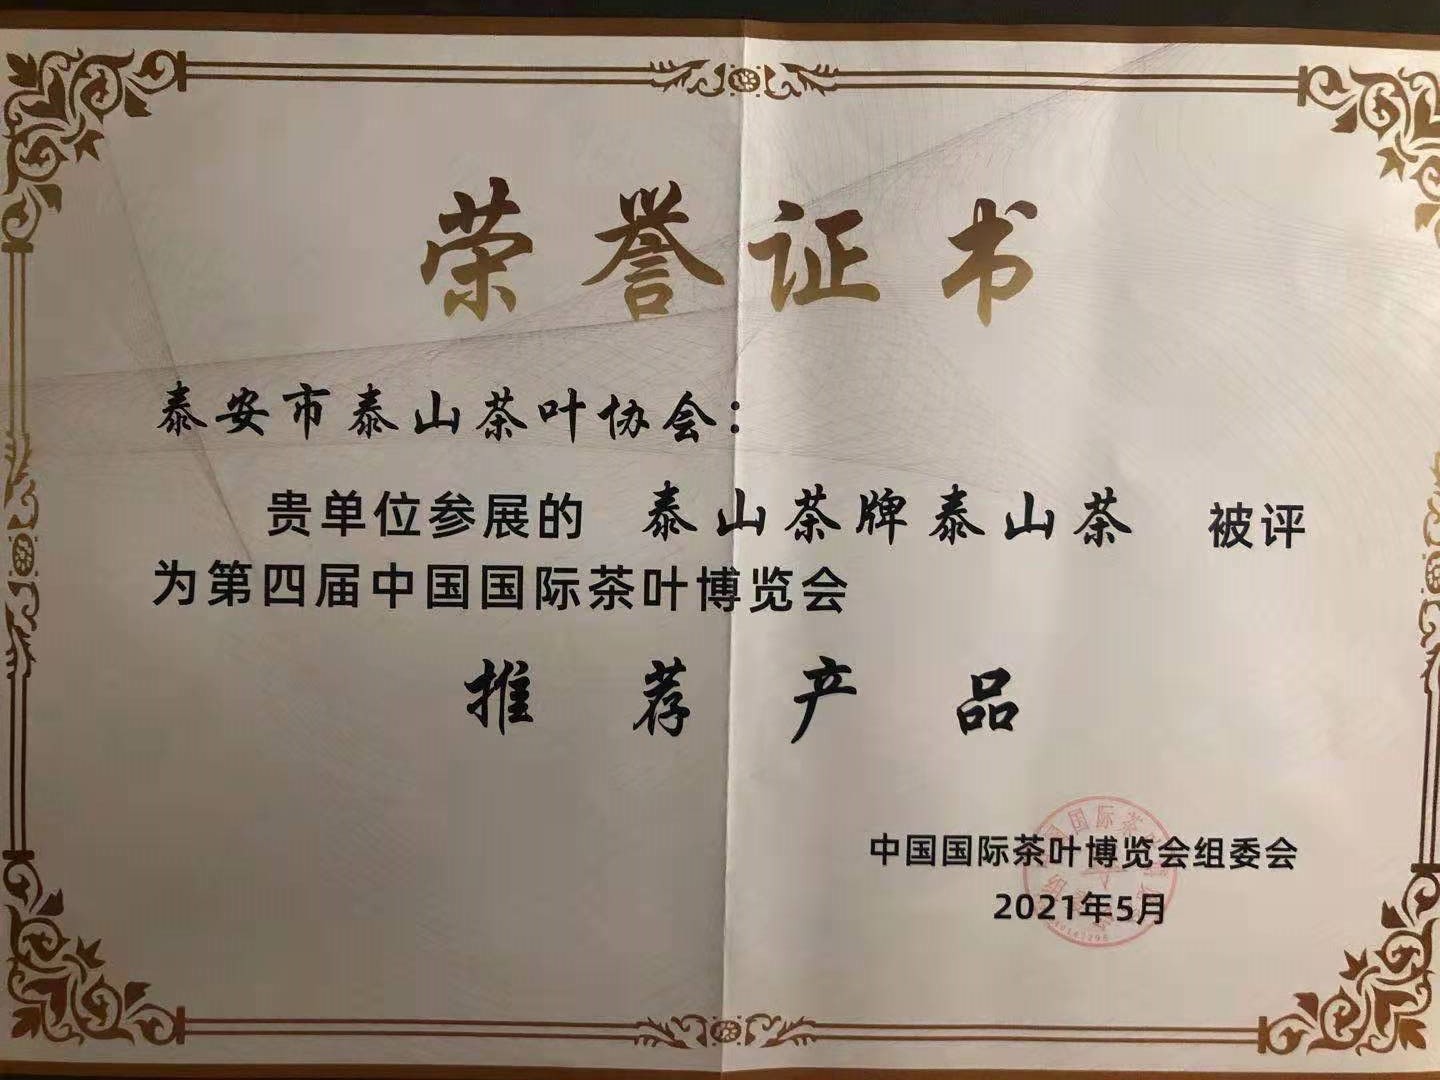 荣誉证书
泰安市泰山茶叶协会：
贵单位参展的 泰山茶牌泰山茶 被评
为第四届中国国际茶叶博览会
推荐产品
中国国际茶叶博览会组委会
2021年5月